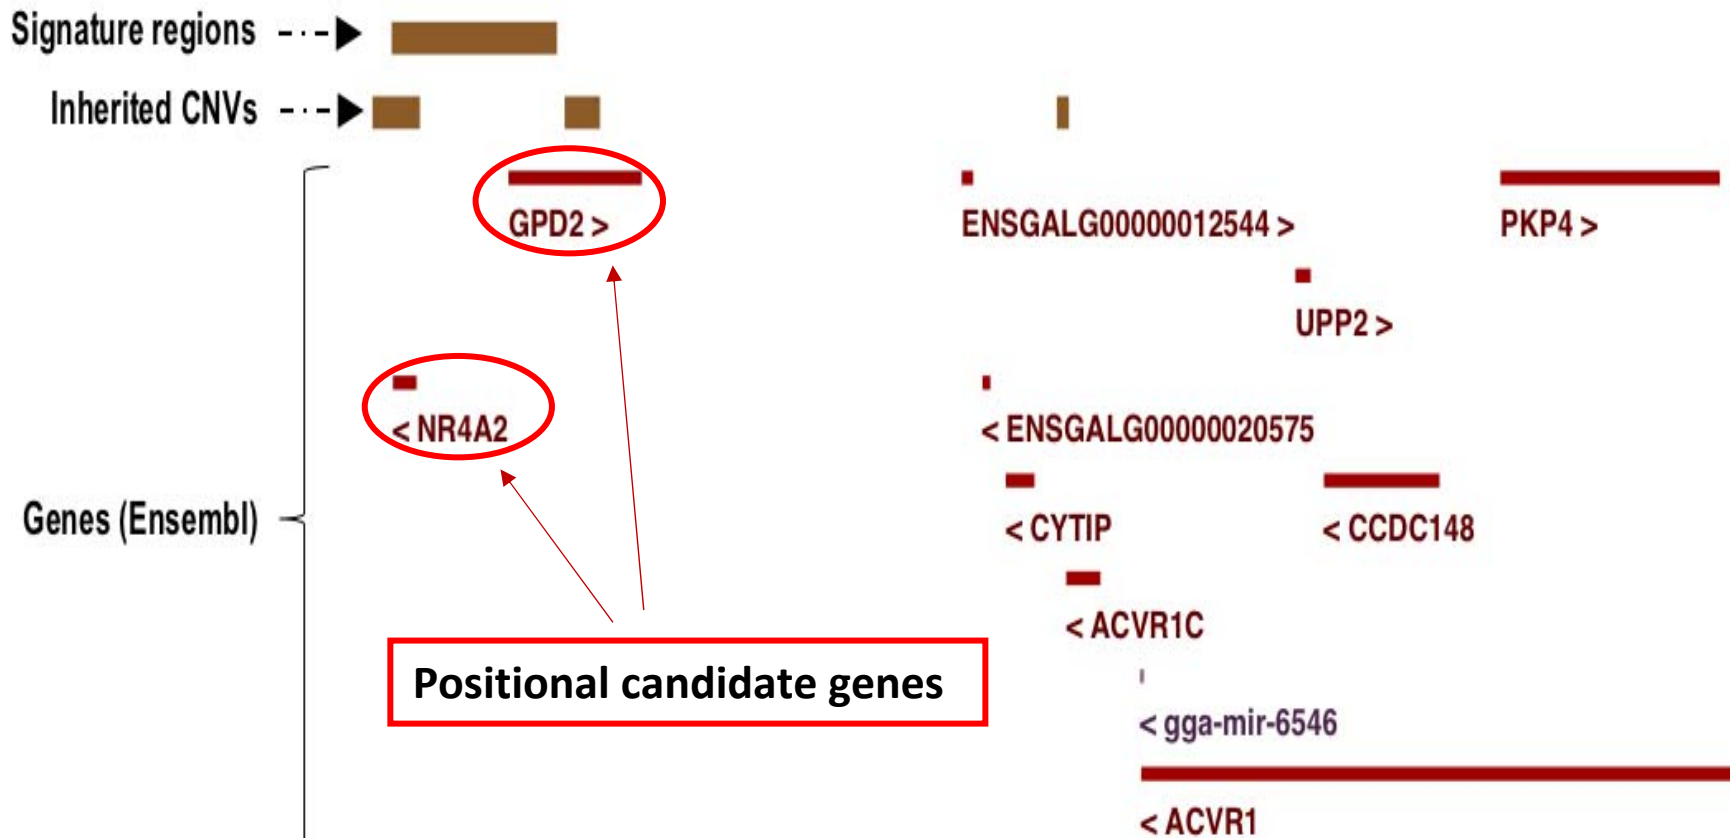 Signature regions
Inherited CNVs
GPD2 >
ENSGALG00000012544 >
PKP4 >
UPP2 >
< NR4A2
< ENSGALG00000020575
Genes (Ensembl)
< CYTIP
< CCDC148
< ACVR1C
Positional candidate genes
< gga-mir-6546
< ACVR1